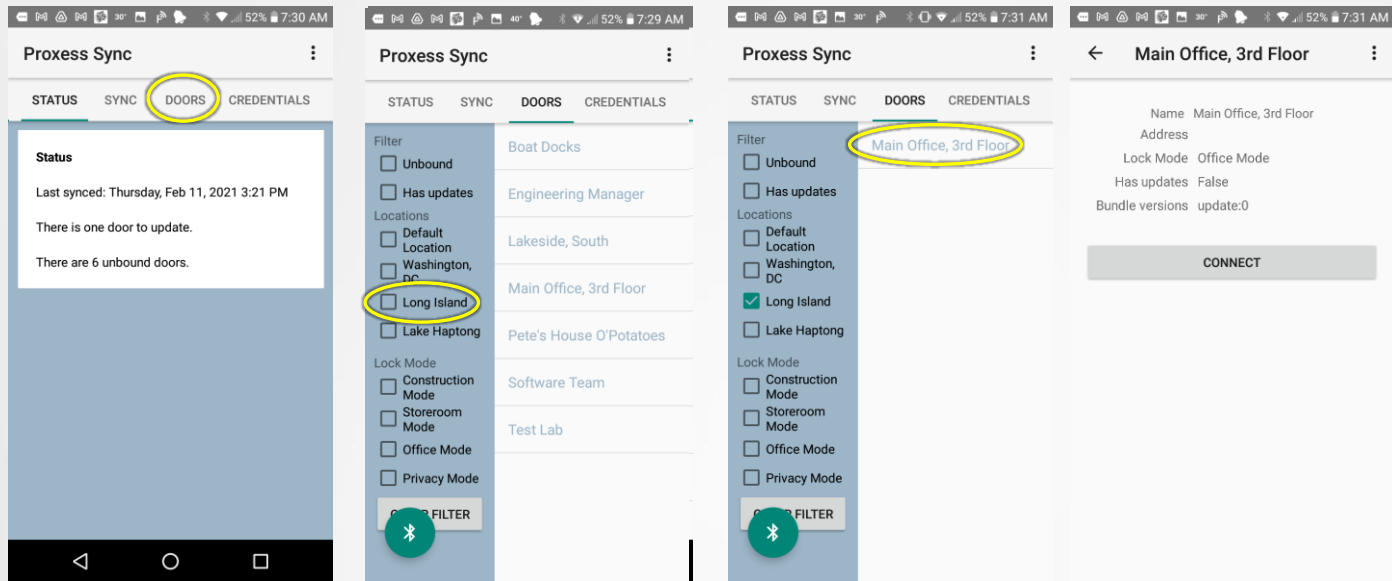 30° 52% 7:30 AM
Proxess Sync
STATUS SYNC DOORS CREDENTIALS
Status
Last synced: Thursday, Feb 11, 2021 3:21 PM
There is one door to update.
There are 6 unbound doors.
40° 52% 7:29 AM
Proxess Sync
STATUS SYNC DOORS CREDENTIALS
Filter
Unbound
Has updates
Locations
Default
Location
Washington,
DC
Long Island
Lake Haptong
Lock Mode
Construction
Mode
Storeroom
Mode
Office Mode
Privacy Mode
FILTER
Boat Docks
Engineering Manager
Lakeside, South
Main Office, 3rd Floor
Pete's House O'Potatoes
Software Team
Test Lab
30° 52% 7:31 AM
Proxess Sync
STATUS SYNC DOORS CREDENTIALS
Filter
Unbound
Has updates
Locations
Default
Location
Washington,
DC
Long Island
Lake Haptong
Lock Mode
Construction
Mode
Storeroom
Mode
Office Mode
Privacy Mode
FILTER
Main Office, 3rd Floor
30° 52% 7:31 AM
Main Office, 3rd Floor
Name Main Office, 3rd Floor
Address
Lock Mode Office Mode
Has updates False
Bundle versions update:0
CONNECT